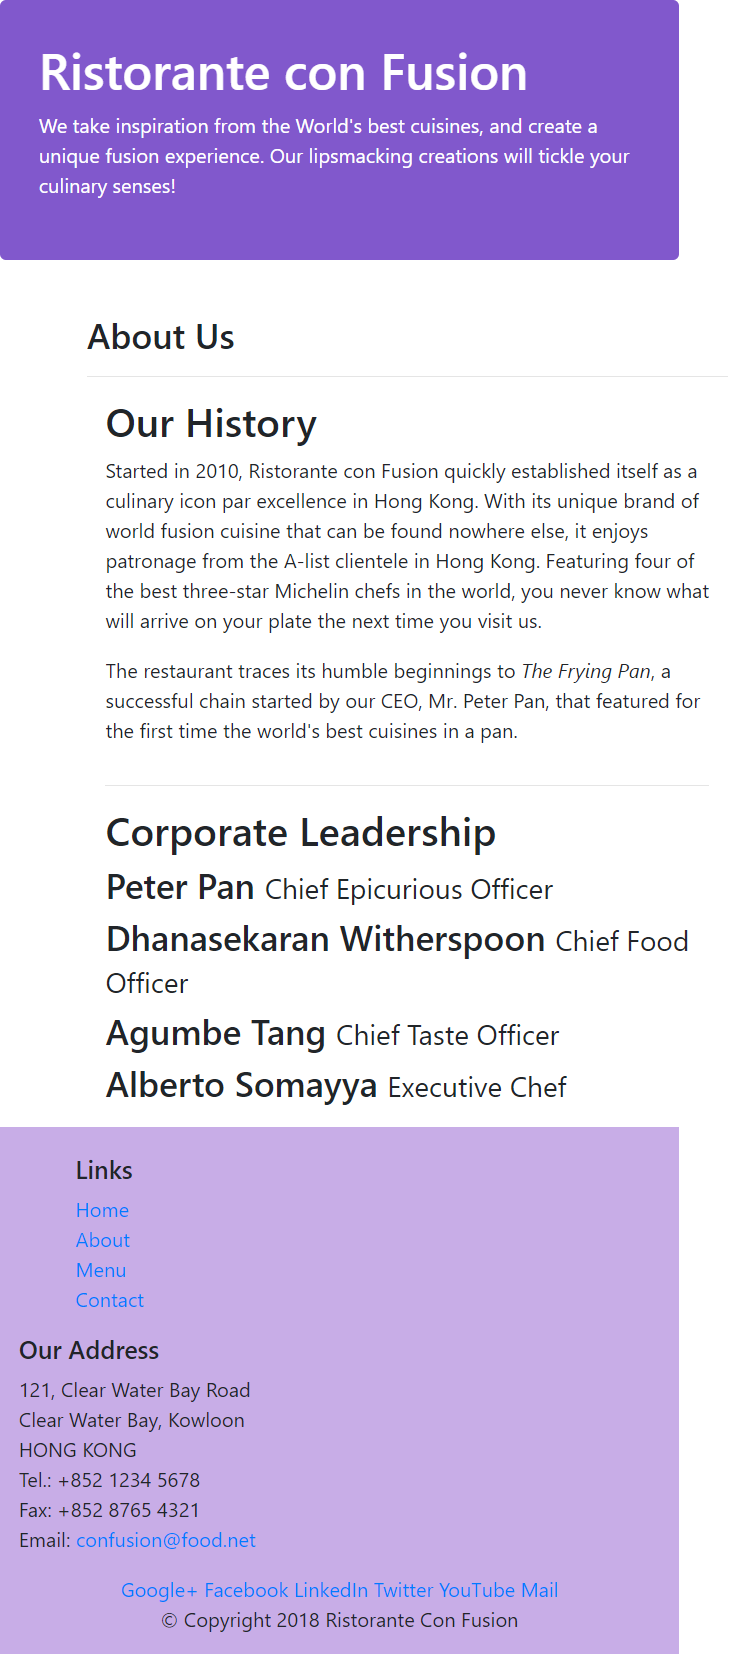 Ristorante con Fusion
We take inspiration from the World's best cuisines, and create a
unique fusion experience. Our lipsmacking creations will tickle your
culinary senses!
About Us
Our History
Started in 2010, Ristorante con Fusion quickly established itself as a
culinary icon par excellence in Hong Kong. With its unique brand of
world fusion cuisine that can be found nowhere else, it enjoys
patronage from the A-list clientele in Hong Kong. Featuring four of
the best three-star Michelin chefs in the world, you never know what
will arrive on your plate the next time you visit us.
The restaurant traces its humble beginnings to The Frying Pan, a
successful chain started by our CEO, Mr. Peter Pan, that featured for
the first time the world's best cuisines in a pan.
Corporate Leadership
Peter Pan Chief Epicurious Officer
Dhanasekaran Witherspoon Chief Food
Officer
Agumbe Tang Chief Taste Officer
Alberto Somayya Executive Chef
Links
Home
About
Menu
Contact
Our Address
121, Clear Water Bay Road
Clear Water Bay, Kowloon
HONG KONG
Tel.: +852 1234 5678
Fax: +852 8765 4321
Email: confusion@food.net
Google+ Facebook LinkedIn Twitter YouTube Mail
© Copyright 2018 Ristorante Con Fusion